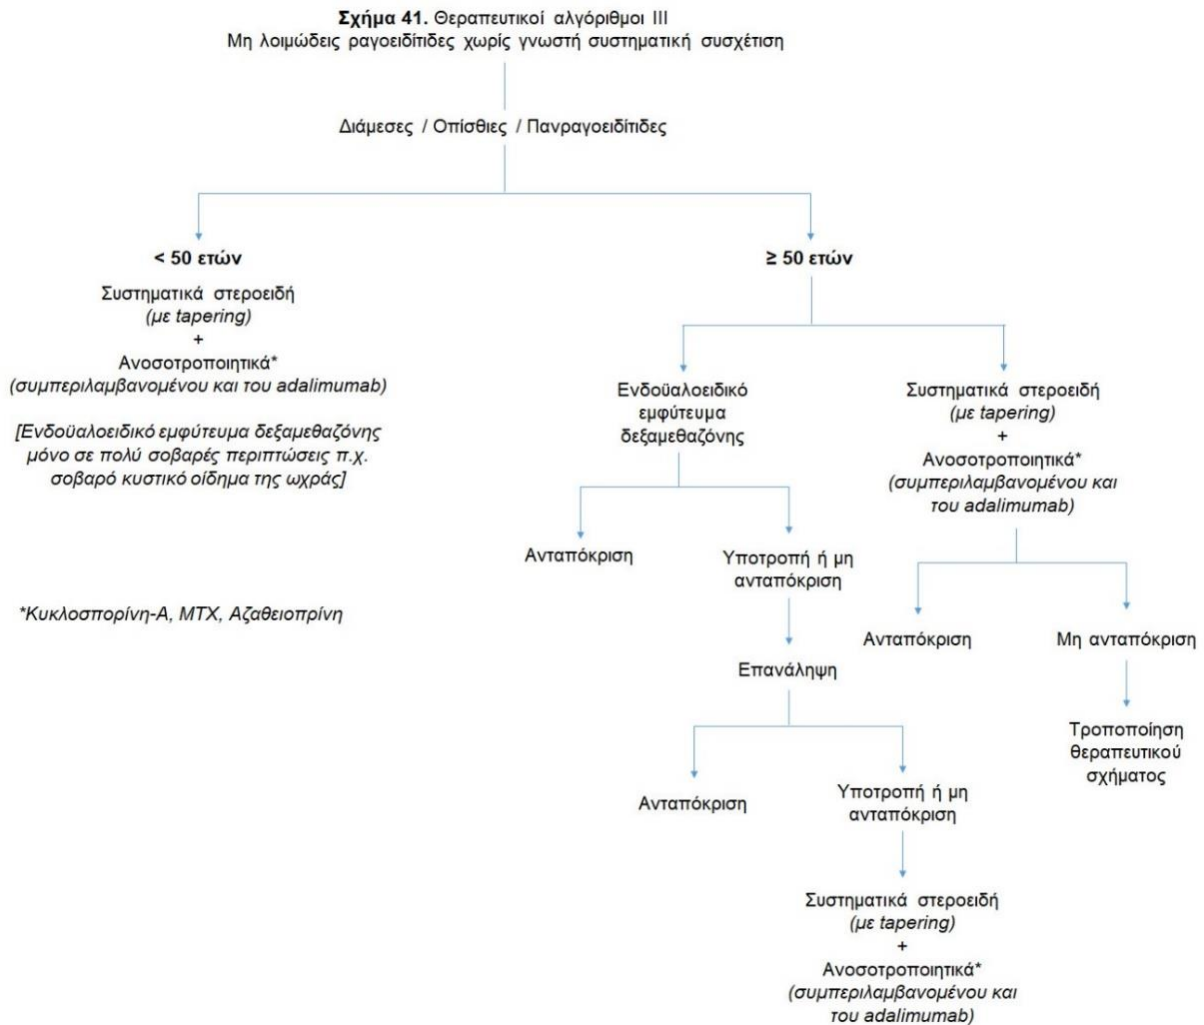 Σχήμα 41. Θεραπευτικοί αλγόριθμοι III
Μη λοιμώδεις ραγοειδίτιδες χωρίς γνωστή συστηματική συσχέτιση
Διάμεσες / Οπίσθιες / Πανραγοειδίτιδες
< 50 ετών
Συστηματικά στεροειδή
(με tapering)
+
Ανοσοτροποιητικά*
(συμπεριλαμβανομένου και του adalimumab)
[Ενδοϋαλοειδικό εμφύτευμα δεξαμεθαζόνης
μόνο σε πολύ σοβαρές περιπτώσεις π.χ.
σοβαρό κυστικό οίδημα της ωχράς]
*Κυκλοσπορίνη-Α, MTX, Αζαθειοπρίνη
≥ 50 ετών
Ενδοϋαλοειδικό
εμφύτευμα
δεξαμεθαζόνης
Ανταπόκριση
Υποτροπή ή μη
ανταπόκριση
Επανάληψη
Ανταπόκριση
Υποτροπή ή μη
ανταπόκριση
Συστηματικά στεροειδή
(με tapering)
+
Ανοσοτροποιητικά*
(συμπεριλαμβανομένου και
του adalimumab)
Συστηματικά στεροειδή
(με tapering)
+
Ανοσοτροποιητικά*
(συμπεριλαμβανομένου και
του adalimumab)
Ανταπόκριση
Μη ανταπόκριση
Τροποποίηση
θεραπευτικού
σχήματος